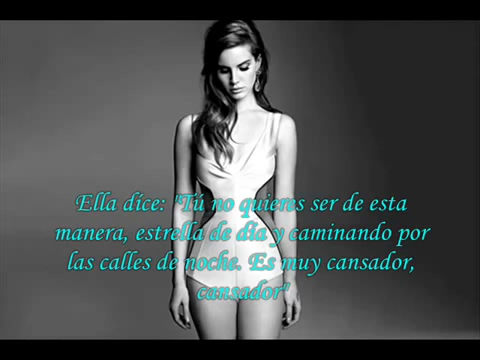 Ella dice: "Tú no quieres ser de esta
manera, estrella de día y caminando por
las calles de noche. Es muy cansador,
cansador"